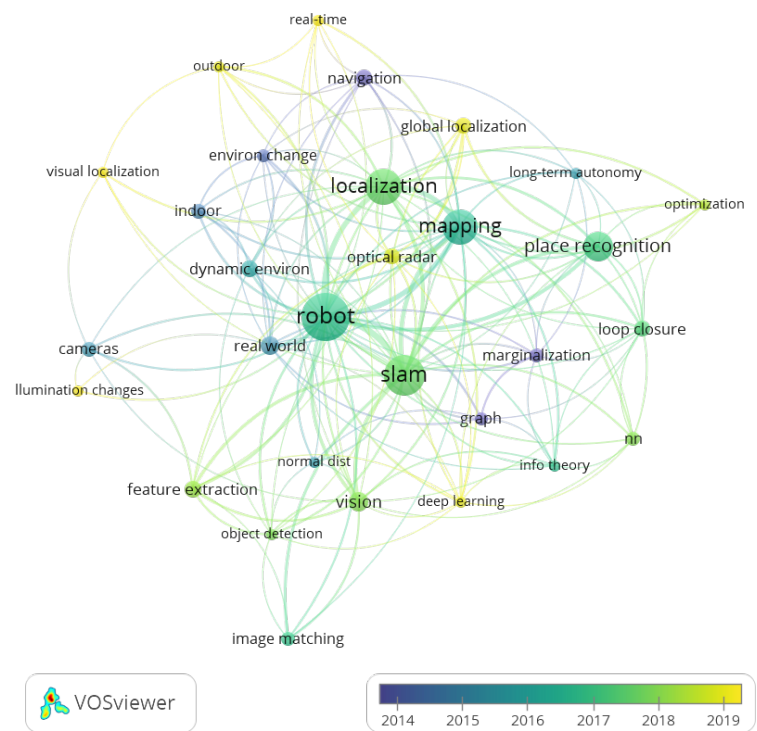 real-time
outdoor
navigation
global localization
environ change
visual localization
long-term autonomy
localization
optimization
indoor
mapping
place recognition
optical radar
dynamic environ
robot
loop closure
real world
cameras
marginalization
slam
llumination changes
graph
nn
normal dist
info theory
feature extraction
vision
deep learning
object detection
image matching
VOSviewer
2014 2015 2016 2017 2018 2019